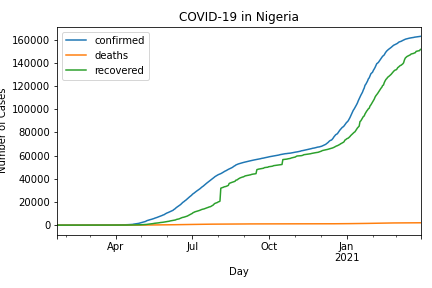 COVID-19 in Nigeria
confirmed
deaths
recovered
160000
140000
120000
100000
80000
60000
40000
20000
0
Number of Cases
Apr
Jul
Oct
Jan
2021
Day